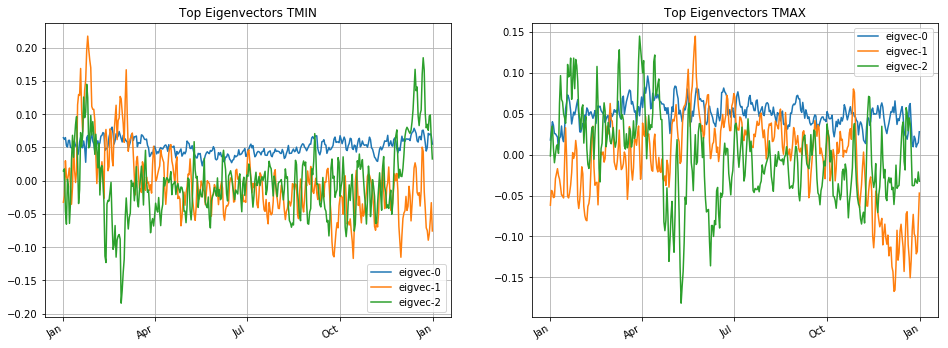 Top Eigenvectors TMIN
0.20
0.15
0.10
0.05
0.00
−0.05
−0.10
−0.15
−0.20
Jan
Apr
Jul
Oct
Jan
eigvec-0
eigvec-1
eigvec-2
Top Eigenvectors TMAX
0.15
0.10
0.05
0.00
−0.05
−0.10
−0.15
Jan
Apr
Jul
Oct
Jan
eigvec-0
eigvec-1
eigvec-2